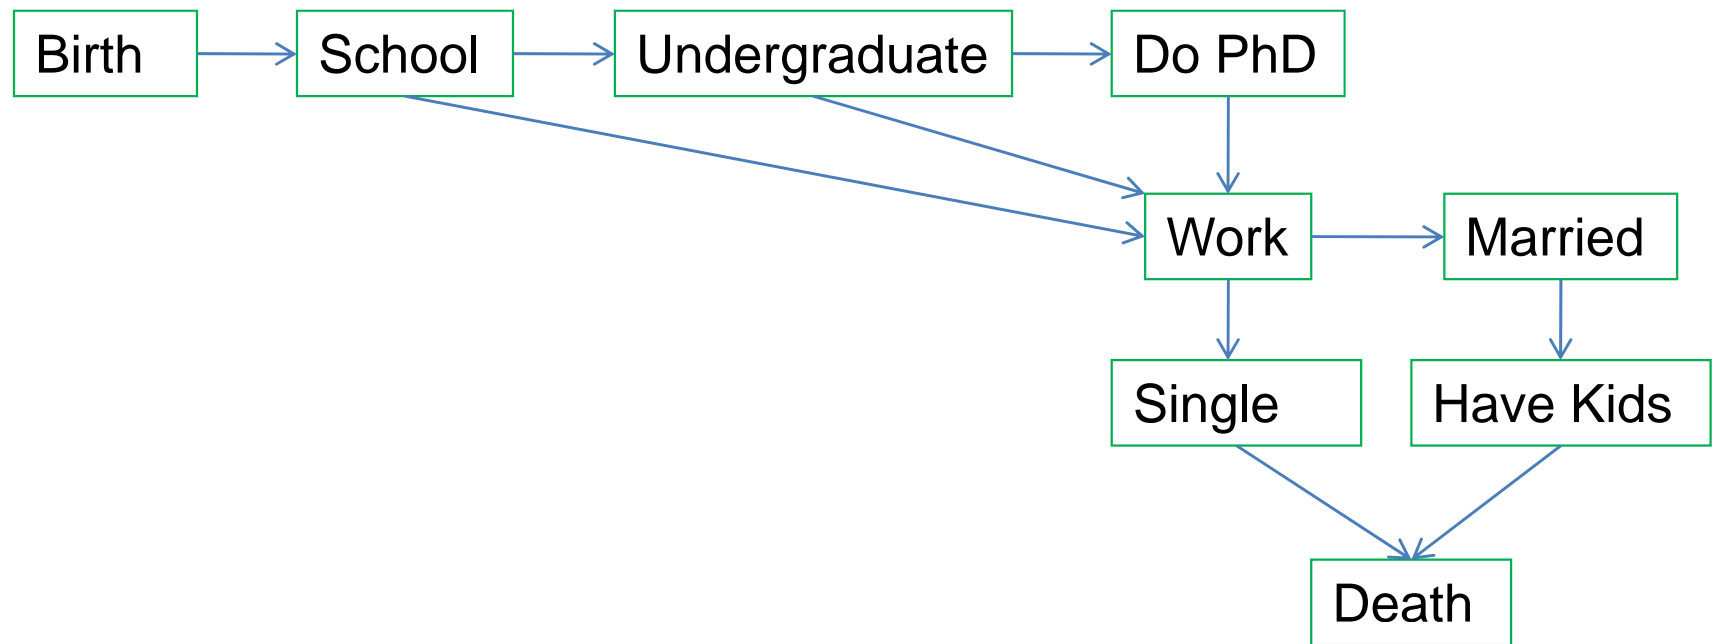 Birth
School
Undergraduate
Do PhD
Work
Married
Single
Have Kids
Death